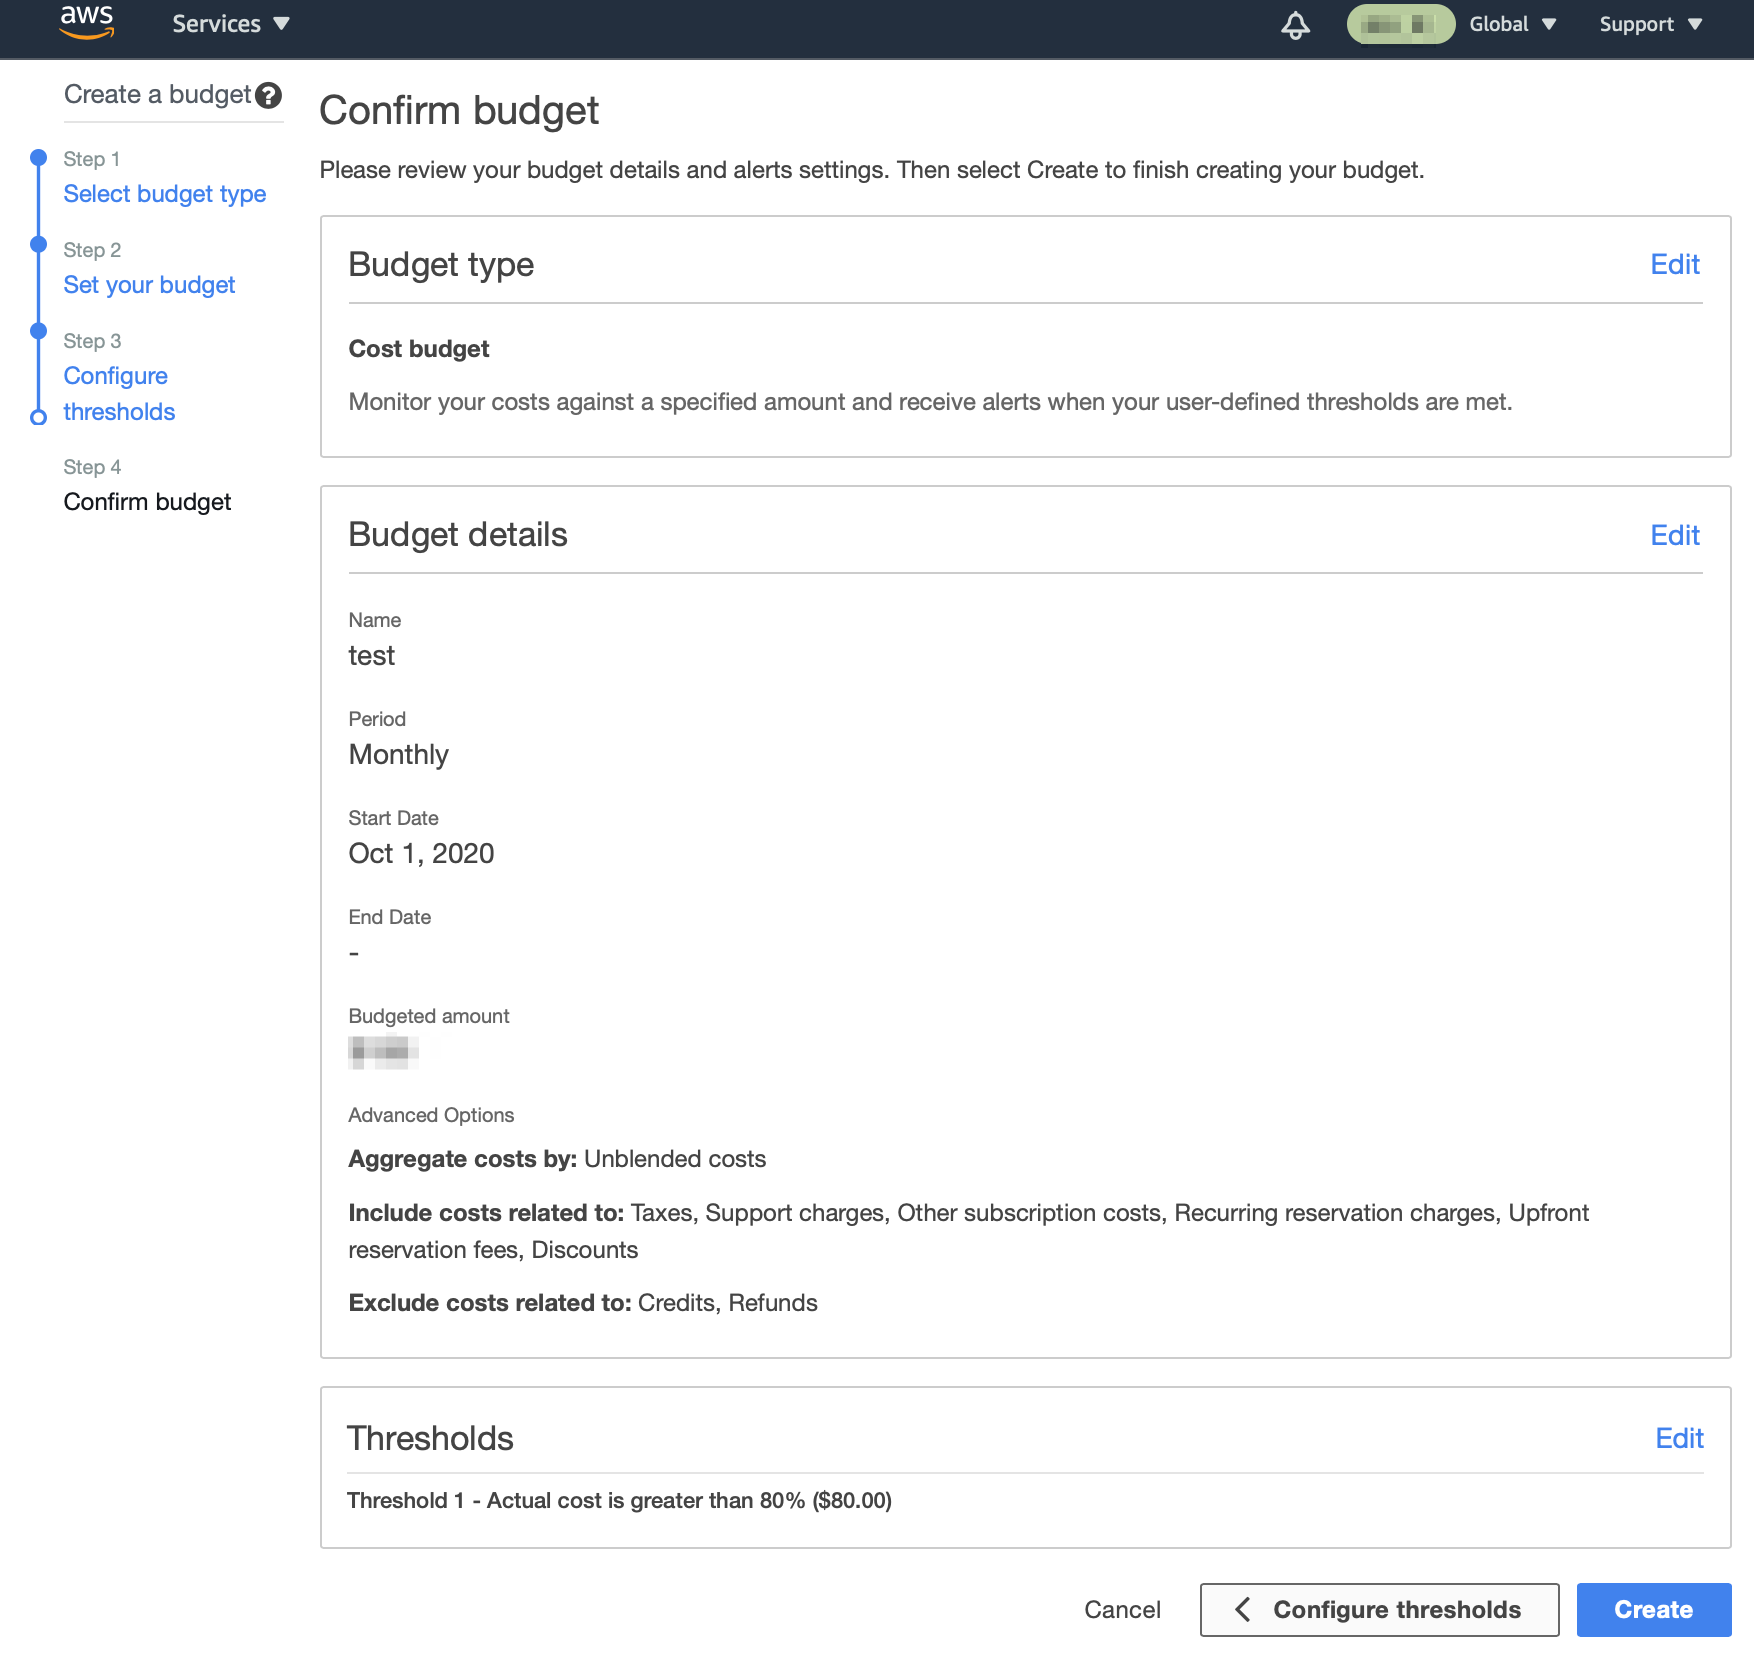 aws
Services
Global
Support
Create a budget
Step 1
Select budget type
Step 2
Set your budget
Step 3
Configure
thresholds
Step 4
Confirm budget
Confirm budget
Please review your budget details and alerts settings. Then select Create to finish creating your budget.
Budget type
Edit
Cost budget
Monitor your costs against a specified amount and receive alerts when your user-defined thresholds are met.
Budget details
Edit
Name
test
Period
Monthly
Start Date
Oct 1, 2020
End Date
-
Budgeted amount
Advanced Options
Aggregate costs by: Unblended costs
Include costs related to: Taxes, Support charges, Other subscription costs, Recurring reservation charges, Upfront
reservation fees, Discounts
Exclude costs related to: Credits, Refunds
Thresholds
Edit
Threshold 1 - Actual cost is greater than 80% ($80.00)
Cancel
Configure thresholds
Create